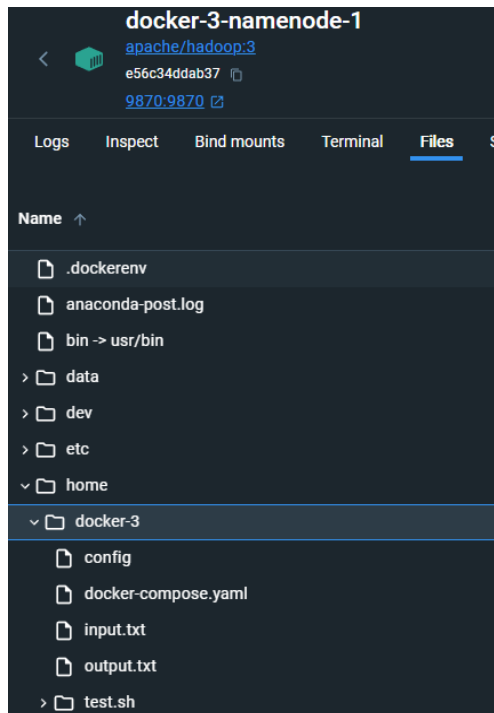 docker-3-namenode-1
apache/hadoop:3
e56c34ddab37
9870:9870
Logs Inspect Bind mounts Terminal Files
Name
.dockerenv
anaconda-post.log
bin -> usr/bin
data
dev
etc
home
docker-3
config
docker-compose.yaml
input.txt
output.txt
test.sh